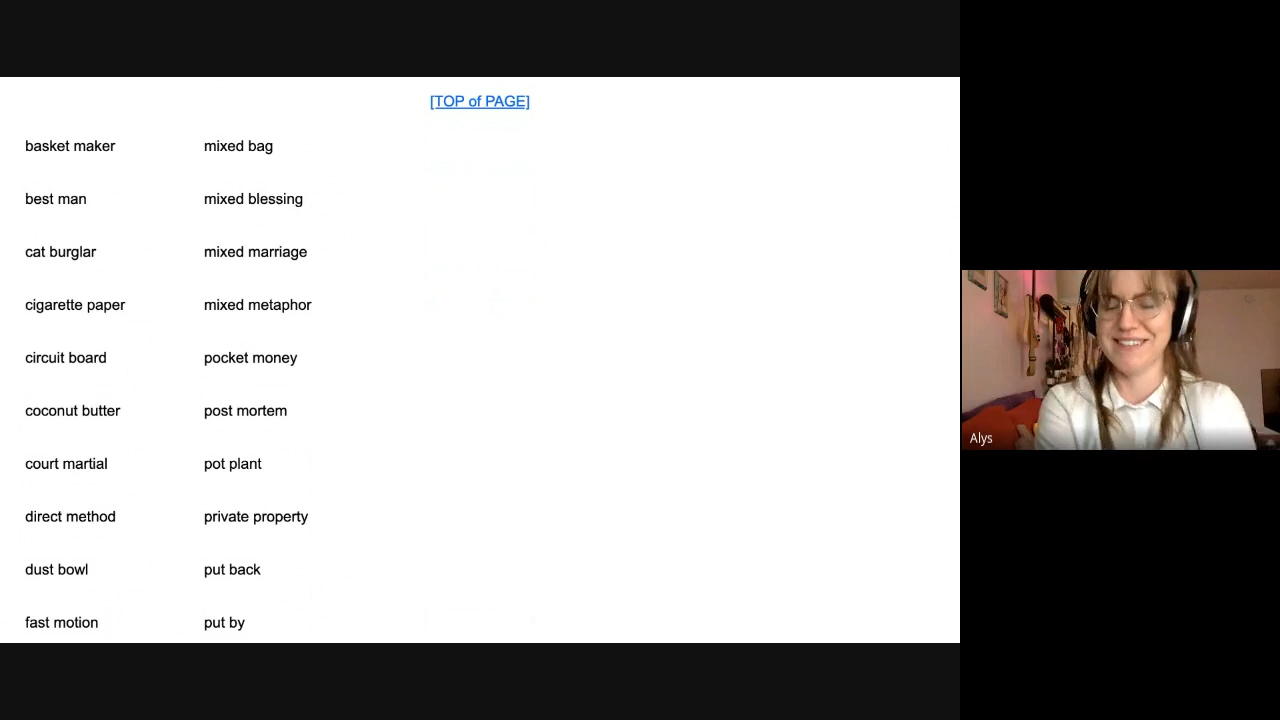 [TOP of PAGE]
basket maker mixed bag
best man mixed blessing
cat burglar mixed marriage
cigarette paper mixed metaphor
circuit board pocket money
coconut butter post mortem
court martial pot plant
direct method private property
dust bowl put back
fast motion put by
Alys